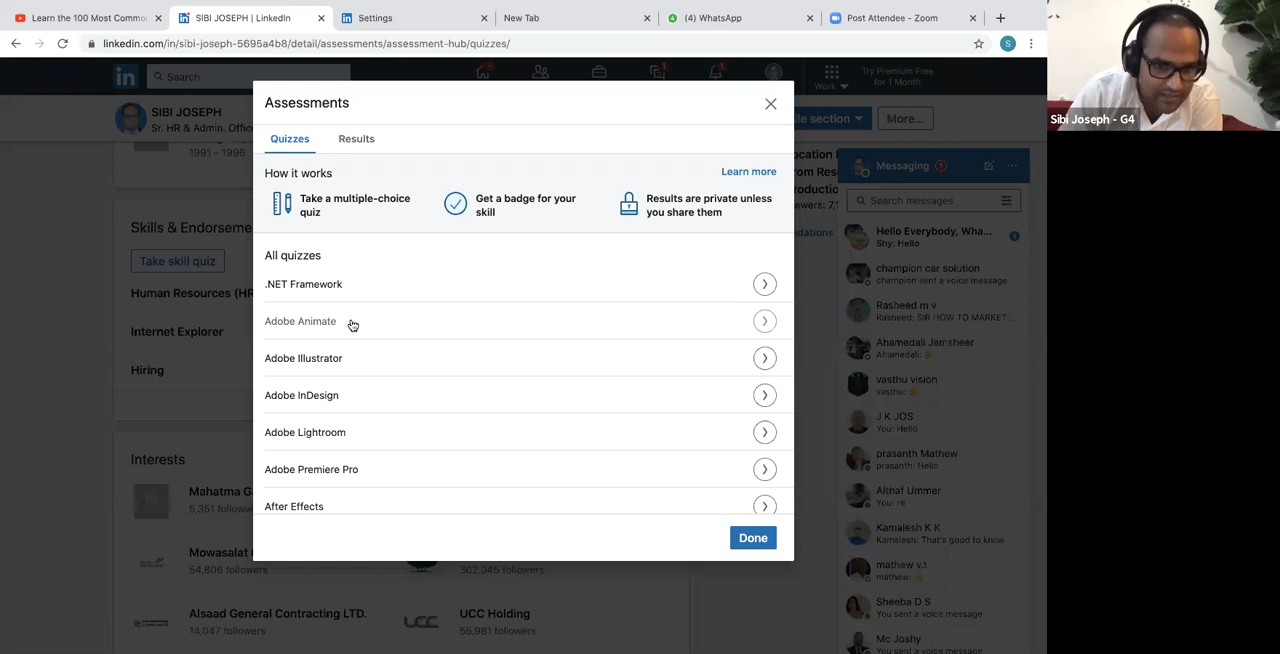 Learn the 100 Most Commo
SIBI JOSEPH | LinkedIn
Settings
New Tab
(4) WhatsApp
Post Attendee - Zoom
linkedin.com/in/sibi-joseph-5695a4b8/detail/assessments/assessment-hub/quizzes/
S
in
Search
Work
Try Premium Free
for 1 Month
SIBI JOSEPH
Sr. HR & Admin. Office
1991 – 1996
More...
Skills & Endorseme
Take skill quiz
Human Resources (HR
Internet Explorer
Hiring
Interests
Mahatma G
5,351 followe
Mowasalat
54,806 followers
302,045 followers
Alsaad General Contracting LTD.
14,047 followers
UCC
UCC Holding
55,981 followers
Assessments
Quizzes
Results
How it works
Learn more
Take a multiple-choice
quiz
Get a badge for your
skill
Results are private unless
you share them
All quizzes
.NET Framework
Adobe Animate
Adobe Illustrator
Adobe InDesign
Adobe Lightroom
Adobe Premiere Pro
After Effects
Done
Messaging
1
Search messages
Hello Everybody, Wha...
Shy: Hello
1
champion car solution
champion sent a voice message
Rasheed m v
Rasheed: SIR HOW TO MARKET...
Ahamedali Jamsheer
Ahamedali:
vasthu vision
vasthu:
J K JOS
You: Hello
prasanth Mathew
prasanth: Hello
Althaf Ummer
You: Hi
Kamalesh K K
Kamalesh: That's good to know
mathew v.t
mathew:
Sheeba D S
You sent a voice message
Mc Joshy
You sent a voice message
Sibi Joseph - G4